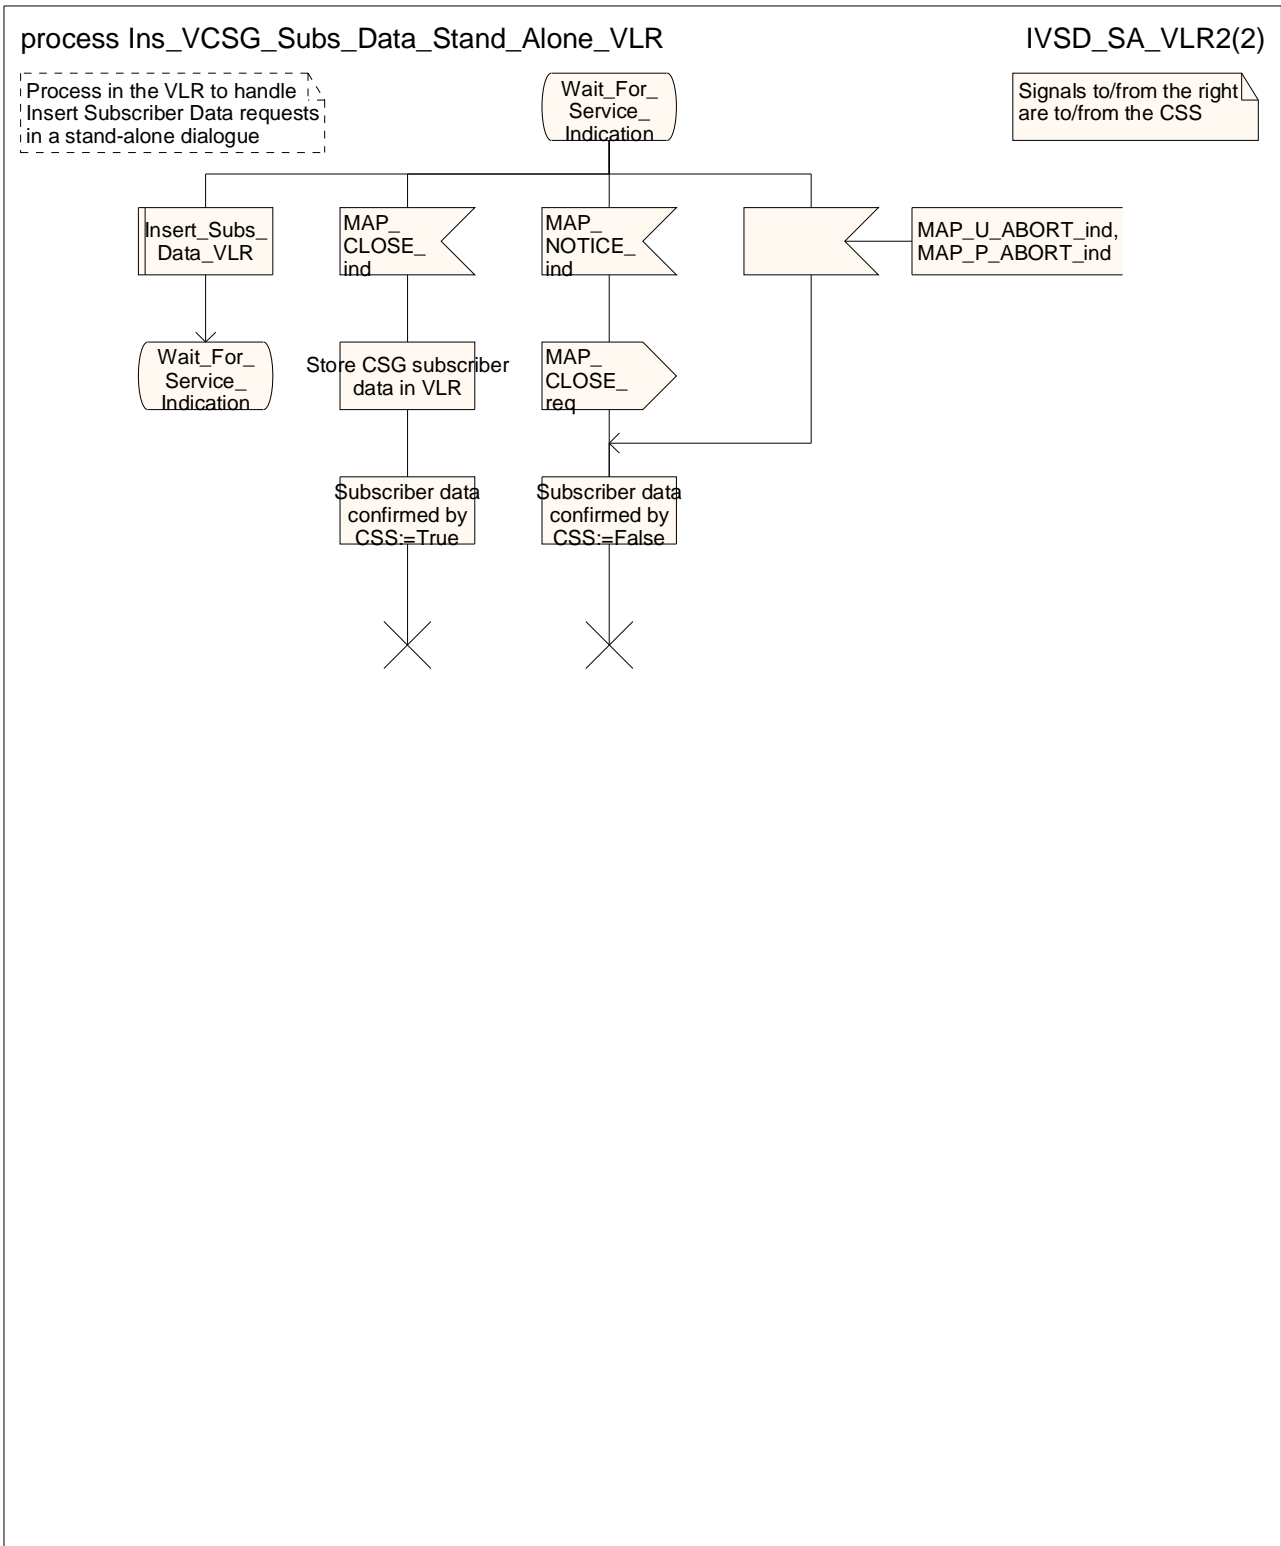 process Ins_VCSG_Subs_Data_Stand_Alone_VLR
IVSD_SA_VLR2(2)
Process in the VLR to handle
Insert Subscriber Data requests
in a stand-alone dialogue
Wait_For_
Service_
Indication
Signals to/from the right
are to/from the CSS
Insert_Subs_
Data_VLR
MAP_
CLOSE_
ind
MAP_
NOTICE_
ind
MAP_U_ABORT_ind,
MAP_P_ABORT_ind
Wait_For_
Service_
Indication
Store CSG subscriber
data in VLR
MAP_
CLOSE_
req
Subscriber data
confirmed by
CSS:=True
Subscriber data
confirmed by
CSS:=False